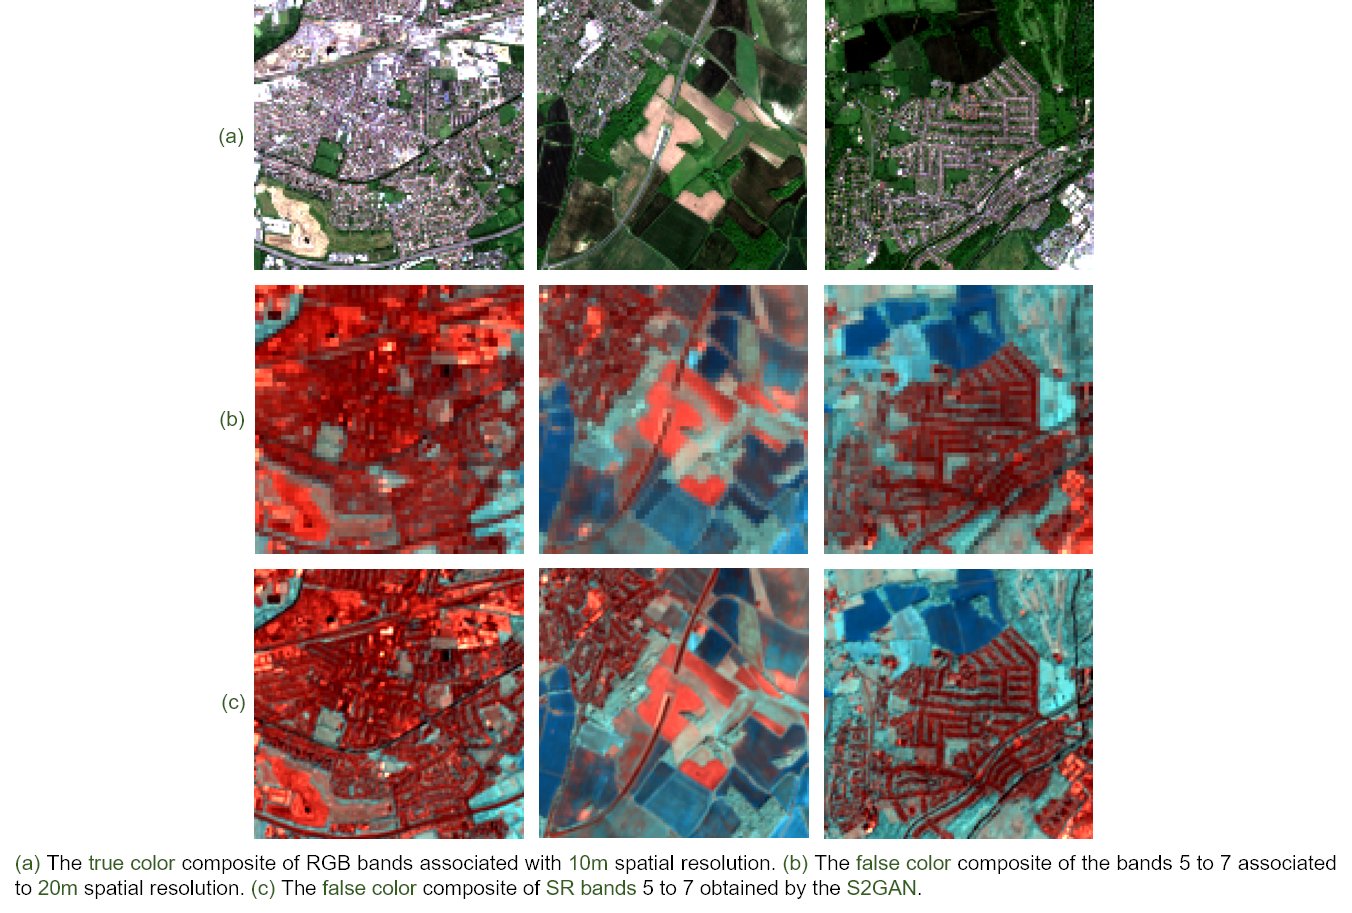 (a)
(b)
(c)
(a) The true color composite of RGB bands associated with 10m spatial resolution. (b) The false color composite of the bands 5 to 7 associated
to 20m spatial resolution. (c) The false color composite of SR bands 5 to 7 obtained by the S2GAN.